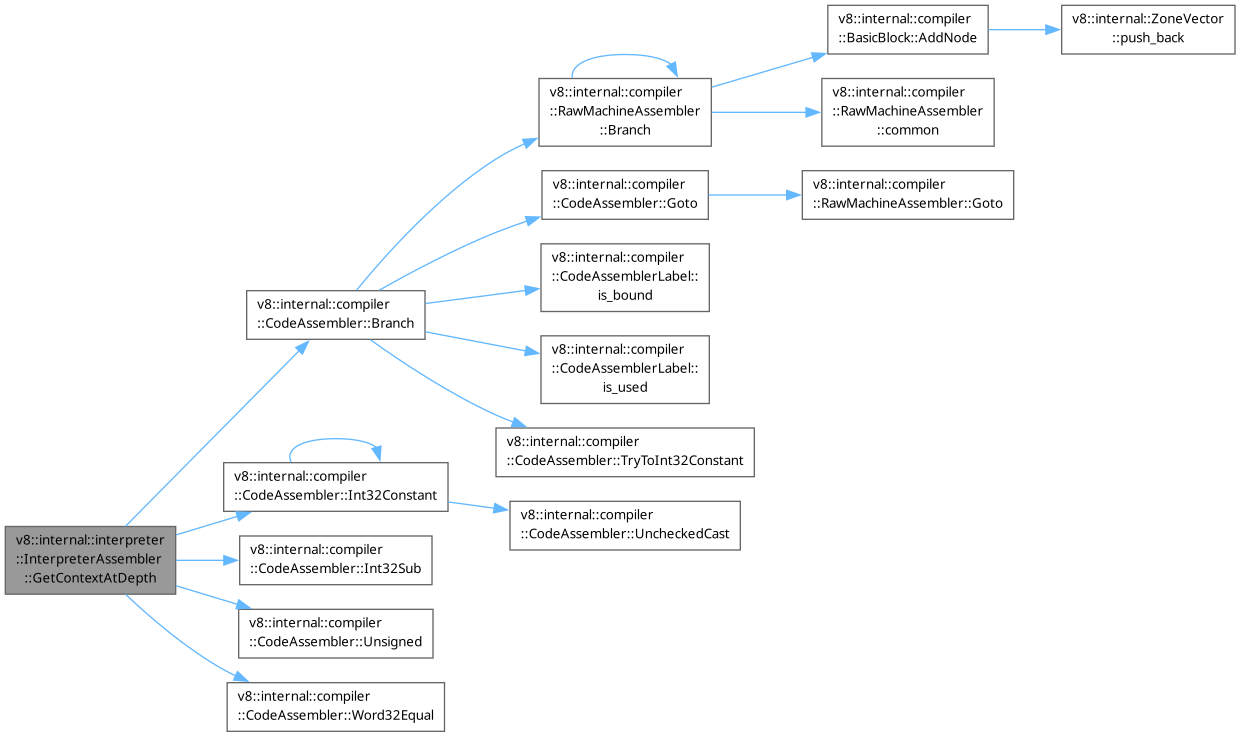 v8::internal::interpreter
::InterpreterAssembler
::GetContextAtDepth
v8::internal::compiler
::CodeAssembler::Branch
v8::internal::compiler
::RawMachineAssembler
::Branch
v8::internal::compiler
::BasicBlock::AddNode
v8::internal::ZoneVector
::push_back
v8::internal::compiler
::RawMachineAssembler
::common
v8::internal::compiler
::CodeAssembler::Goto
v8::internal::compiler
::RawMachineAssembler::Goto
v8::internal::compiler
::CodeAssemblerLabel::
is_bound
v8::internal::compiler
::CodeAssemblerLabel::
is_used
v8::internal::compiler
::CodeAssembler::TryToInt32Constant
v8::internal::compiler
::CodeAssembler::Int32Constant
v8::internal::compiler
::CodeAssembler::UncheckedCast
v8::internal::compiler
::CodeAssembler::Int32Sub
v8::internal::compiler
::CodeAssembler::Unsigned
v8::internal::compiler
::CodeAssembler::Word32Equal